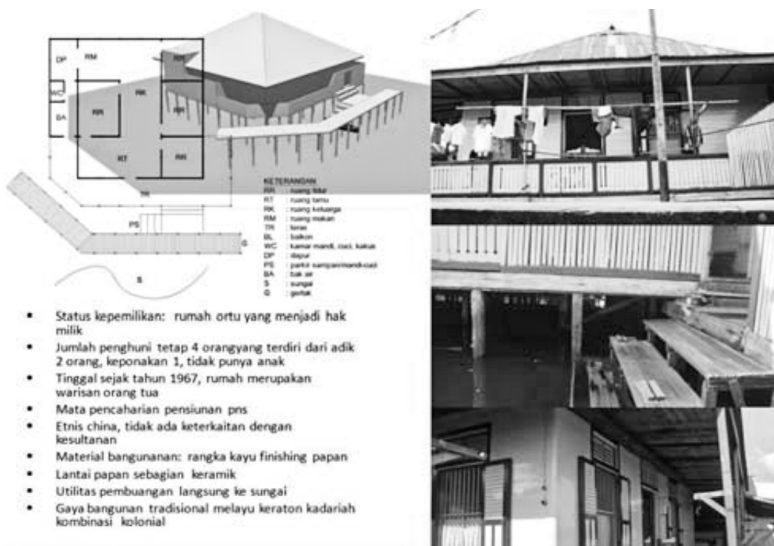 DP
RM
RR
WC
RK
BA
RR
RR
RT
RR
TR
PS
G
S
KETERANGAN
RR : ruang tidur
RT : ruang tamu
RK : ruang keluarga
RM : ruang makan
TR : teras
BL : balkon
WC : kamar mandi, cuci, kakus
DP : dapur
PS : parkir sampan/mandi-cuci
BA : bak air
S : sungai
G : gertak
▪ Status kepemilikan: rumah ortu yang menjadi hak
milik
▪ Jumlah penghuni tetap 4 orangyang terdiri dari adik
2 orang, keponakan 1, tidak punya anak
▪ Tinggal sejak tahun 1967, rumah merupakan
warisan orang tua
▪ Mata pencaharian pensiunan pns
▪ Etnis china, tidak ada keterkaitan dengan
kesultanan
▪ Material bangunanan: rangka kayu finishing papan
▪ Lantai papan sebagian keramik
▪ Utilitas pembuangan langsung ke sungai
▪ Gaya bangunan tradisional melayu keraton kadariah
kombinasi kolonial